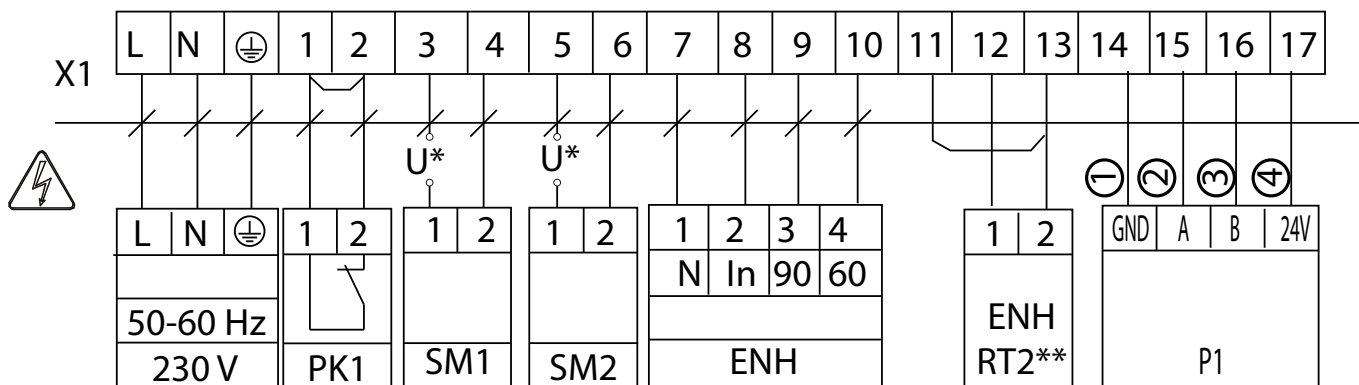 L N 1 2 3 4 5 6 7 8 9 10 11 12 13 14 15 16 17
X1
U* U*
1 2 3 4
L N 1 2 1 2 1 2 1 2 3 4 1 2 GND A B 24V
N In 90 60
50-60 Hz
230 V PK1 SM1 SM2 ENH
ENH
RT2**
P1